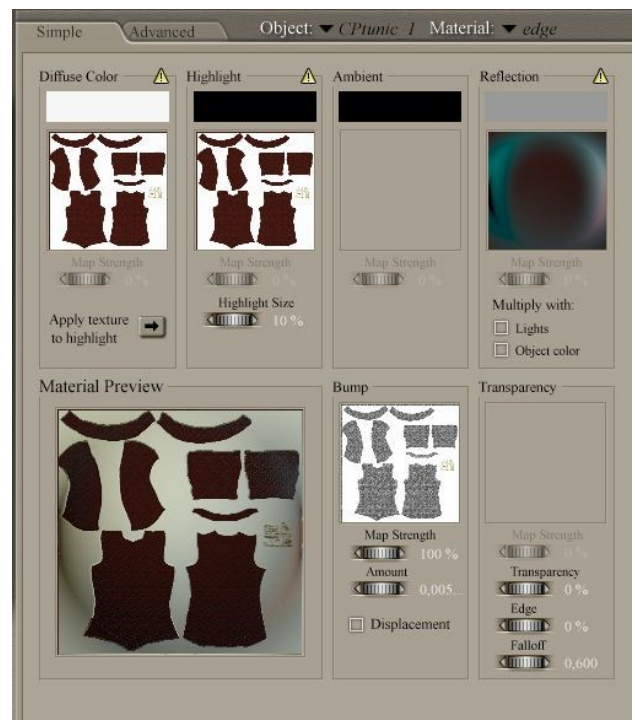 Simple Advanced Object: CPtunic_1 Material: edge
Diffuse Color Highlight Ambient Reflection
Map Strength Map Strength Map Strength Map Strength
0 % 0 % 0 % 0 %
Apply texture
to highlight
Highlight Size
10 %
Multiply with:
Lights
Object color
Material Preview Bump Transparency
Map Strength Map Strength
100 % 0 %
Amount Transparency
0,005... 0 %
Displacement
Edge
0 %
Falloff
0,600